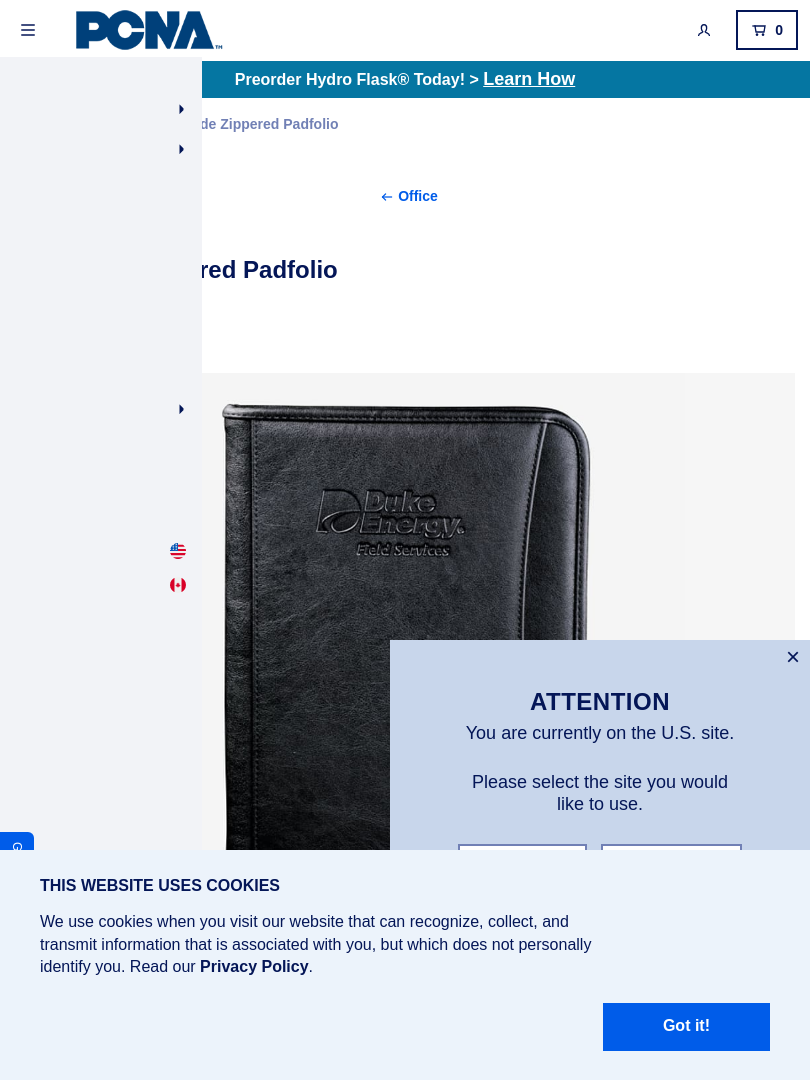 PCNA™
0
Preorder Hydro Flask® Today! > Learn How
de Zippered Padfolio
← Office
red Padfolio
Duke
Energy®
Field Services
×
ATTENTION
You are currently on the U.S. site.
Please select the site you would
like to use.
G
THIS WEBSITE USES COOKIES
We use cookies when you visit our website that can recognize, collect, and
transmit information that is associated with you, but which does not personally
identify you. Read our Privacy Policy.
Got it!